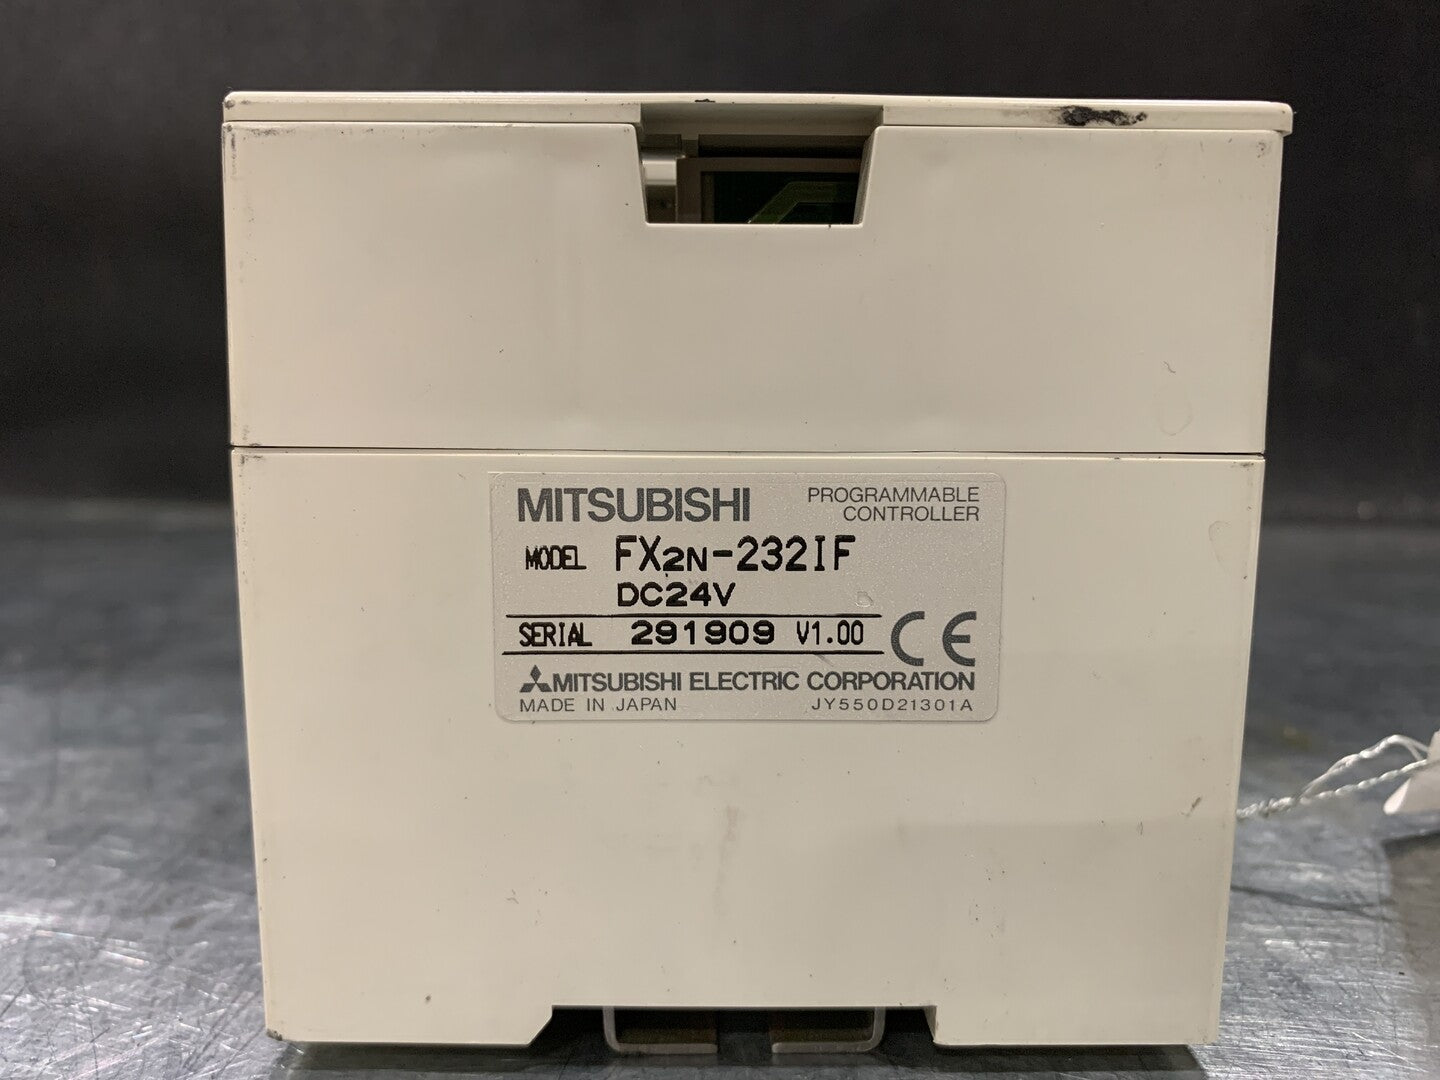 MITSUBISHI PROGRAMMABLE CONTROLLER
MODEL FX2N-232IF
DC24V
SERIAL 291909 V1.00 CE
MITSUBISHI ELECTRIC CORPORATION
MADE IN JAPAN JY550D21301A